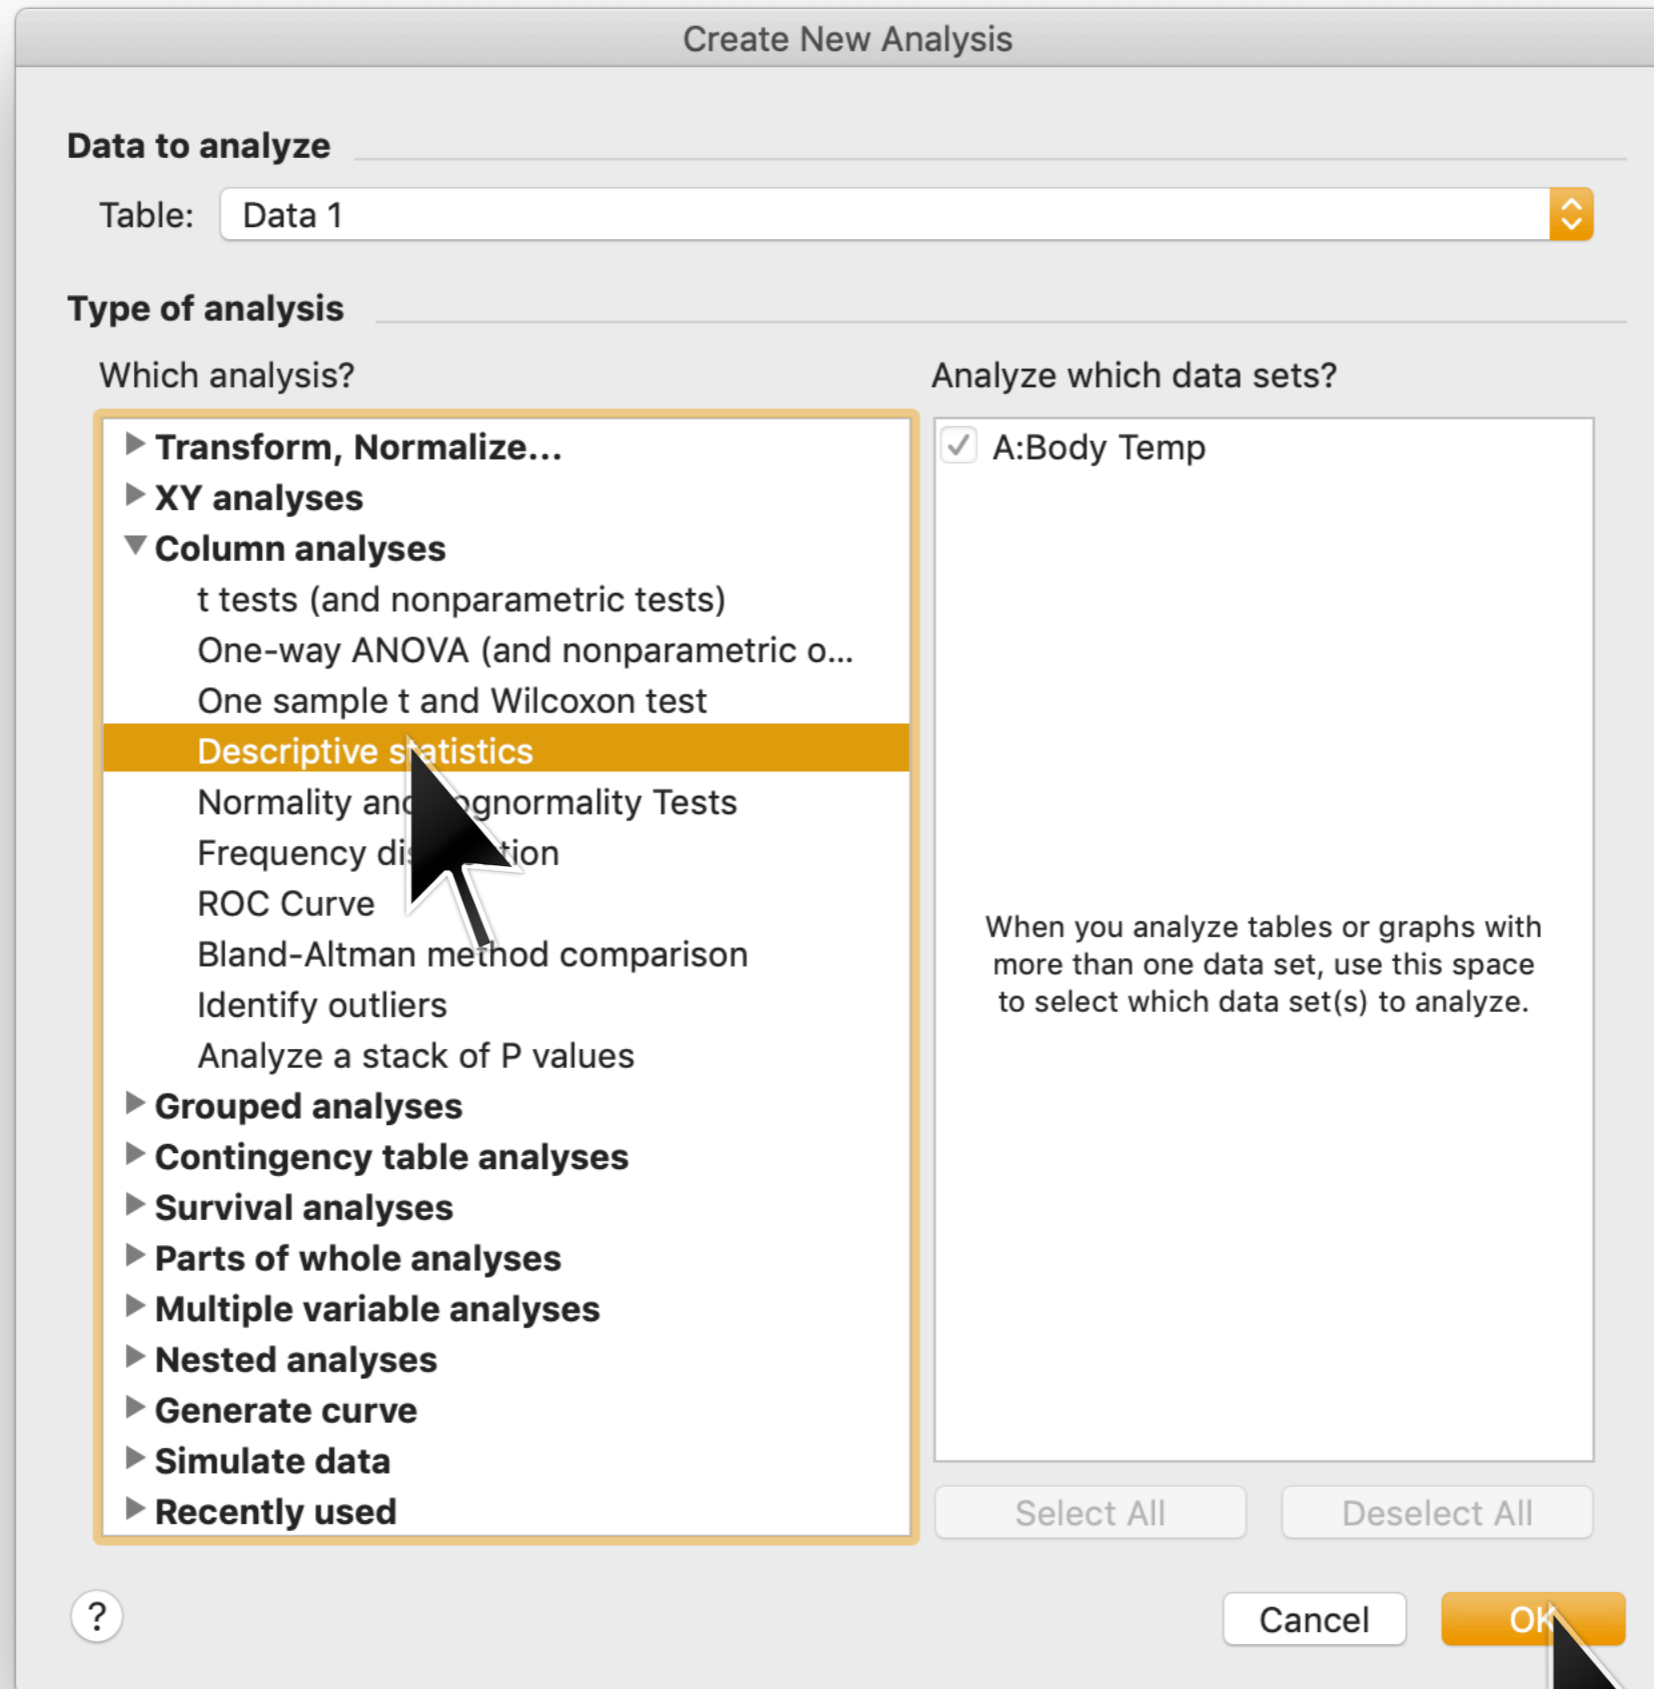 Create New Analysis
Data to analyze
Table: Data 1
Type of analysis
Which analysis?
Analyze which data sets?
Transform, Normalize...
XY analyses
Column analyses
t tests (and nonparametric tests)
One-way ANOVA (and nonparametric o...
One sample t and Wilcoxon test
Descriptive statistics
Normality and Lognormality Tests
Frequency distribution
ROC Curve
Bland-Altman method comparison
Identify outliers
Analyze a stack of P values
Grouped analyses
Contingency table analyses
Survival analyses
Parts of whole analyses
Multiple variable analyses
Nested analyses
Generate curve
Simulate data
Recently used
A:Body Temp
When you analyze tables or graphs with
more than one data set, use this space
to select which data set(s) to analyze.
Select All
Deselect All
?
Cancel
OK